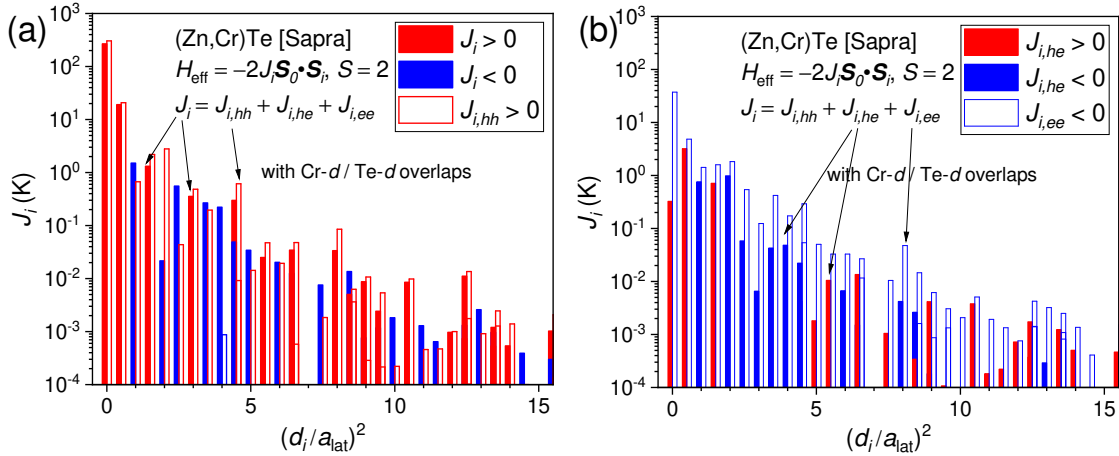 (a)
(Zn,Cr)Te [Sapra]
H_eff = −2J_i S_0•S_i, S = 2
J_i = J_i,hh + J_i,he + J_i,ee
with Cr-d / Te-d overlaps
J_i > 0
J_i < 0
J_i,hh > 0
J_i (K)
10^3
10^2
10^1
10^0
10^-1
10^-2
10^-3
10^-4
0 5 10 15
(d_i/a_lat)^2
(b)
(Zn,Cr)Te [Sapra]
H_eff = −2J_i S_0•S_i, S = 2
J_i = J_i,hh + J_i,he + J_i,ee
with Cr-d / Te-d overlaps
J_i,he > 0
J_i,he < 0
J_i,ee < 0
J_i (K)
10^3
10^2
10^1
10^0
10^-1
10^-2
10^-3
10^-4
0 5 10 15
(d_i/a_lat)^2